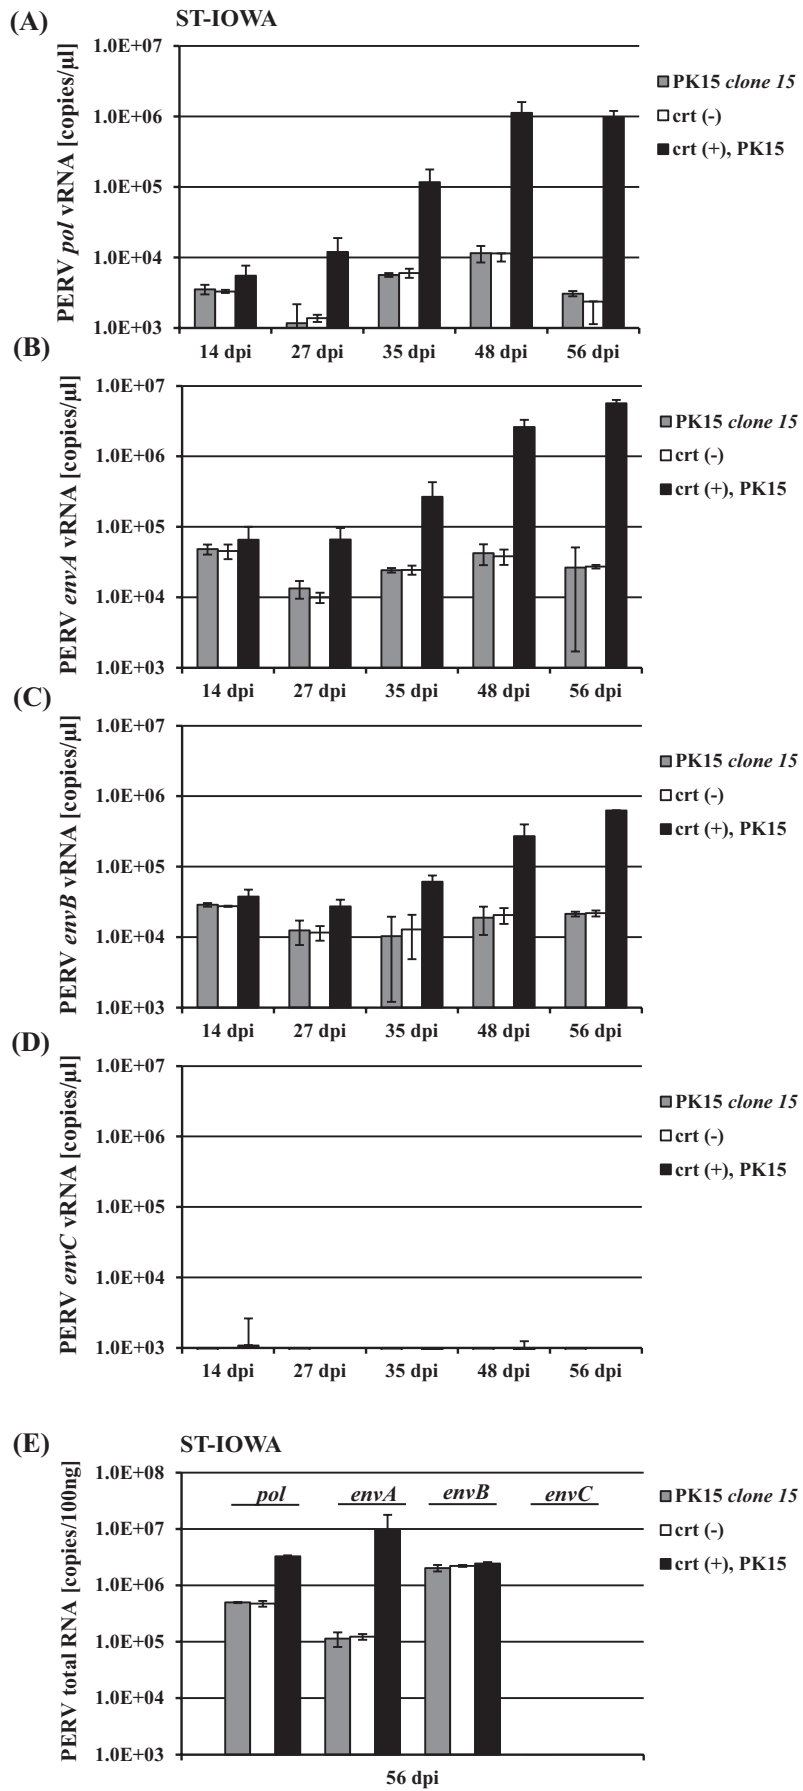 (A)
ST-IOWA
PERV pol vRNA [copies/µl]
1.0E+07
1.0E+06
1.0E+05
1.0E+04
1.0E+03
14 dpi 27 dpi 35 dpi 48 dpi 56 dpi
PK15 clone 15
crt (-)
crt (+), PK15
(B)
PERV envA vRNA [copies/µl]
1.0E+07
1.0E+06
1.0E+05
1.0E+04
1.0E+03
14 dpi 27 dpi 35 dpi 48 dpi 56 dpi
PK15 clone 15
crt (-)
crt (+), PK15
(C)
PERV envB vRNA [copies/µl]
1.0E+07
1.0E+06
1.0E+05
1.0E+04
1.0E+03
14 dpi 27 dpi 35 dpi 48 dpi 56 dpi
PK15 clone 15
crt (-)
crt (+), PK15
(D)
PERV envC vRNA [copies/µl]
1.0E+07
1.0E+06
1.0E+05
1.0E+04
1.0E+03
14 dpi 27 dpi 35 dpi 48 dpi 56 dpi
PK15 clone 15
crt (-)
crt (+), PK15
(E)
ST-IOWA
PERV total RNA [copies/100ng]
1.0E+08
1.0E+07
1.0E+06
1.0E+05
1.0E+04
1.0E+03
pol envA envB envC
56 dpi
PK15 clone 15
crt (-)
crt (+), PK15